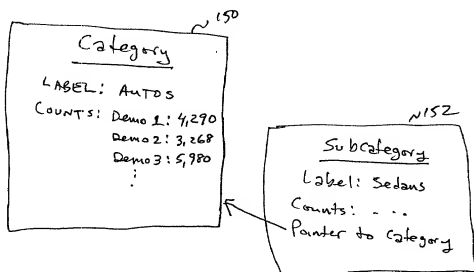 150
Category
LABEL: AUTOS
COUNTS: Demo 1: 4,290
Demo 2: 3,268
Demo 3: 5,980
⋮
152
Subcategory
Label: Sedans
Counts: . . .
Pointer to Category